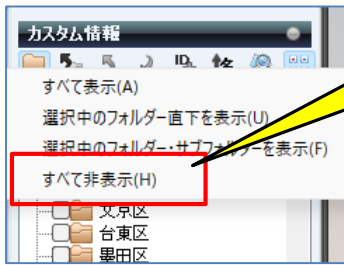 カスタム情報
ID
すべて表示(A)
選択中のフォルダー直下を表示(U)
選択中のフォルダー・サブフォルダーを表示(F)
すべて非表示(H)
文京区
台東区
墨田区